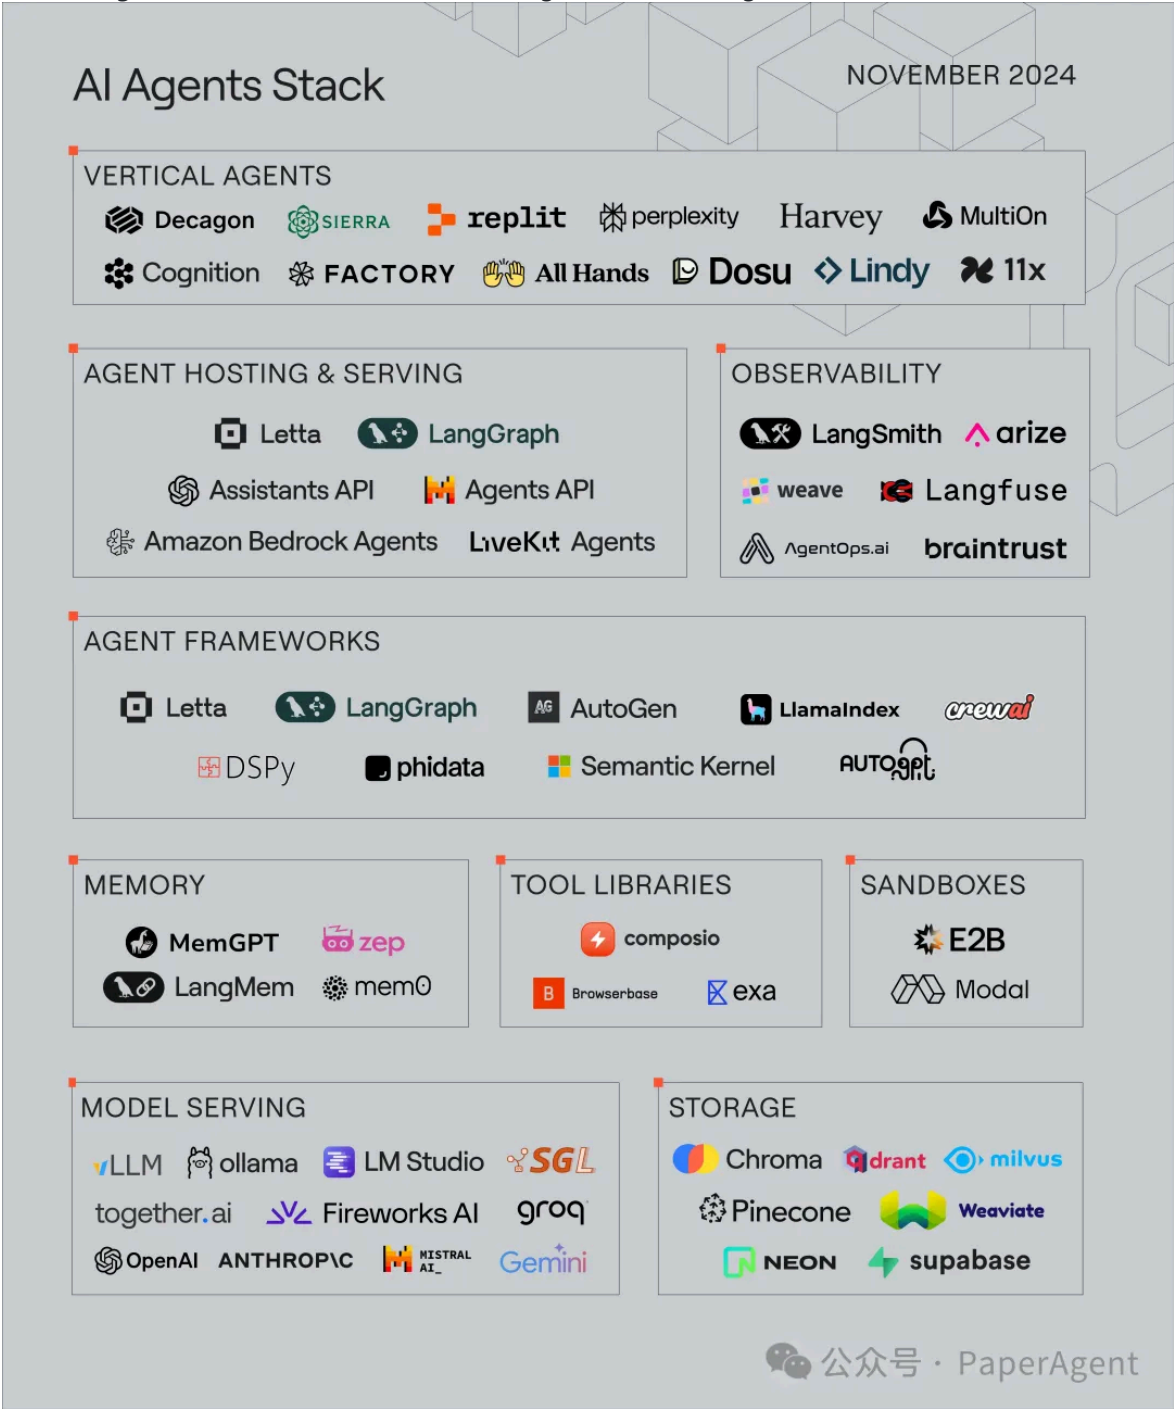 AI Agents Stack
NOVEMBER 2024
VERTICAL AGENTS
Decagon SIERRA replit perplexity Harvey MultiOn
Cognition FACTORY All Hands Dosu Lindy 11x
AGENT HOSTING & SERVING
Letta LangGraph
Assistants API Agents API
Amazon Bedrock Agents LiveKit Agents
OBSERVABILITY
LangSmith arize
weave Langfuse
AgentOps.ai braintrust
AGENT FRAMEWORKS
Letta LangGraph AG AutoGen LlamaIndex crewai
DSPy phidata Semantic Kernel AUTOgpt
MEMORY
MemGPT zep
LangMem mem0
TOOL LIBRARIES
composio
B Browserbase exa
SANDBOXES
E2B
Modal
MODEL SERVING
vLLM ollama LM Studio SGL
together.ai Fireworks AI groq
OpenAI ANTHROP\C MISTRAL AI_ Gemini
STORAGE
Chroma qdrant milvus
Pinecone Weaviate
NEON supabase
公众号 · PaperAgent